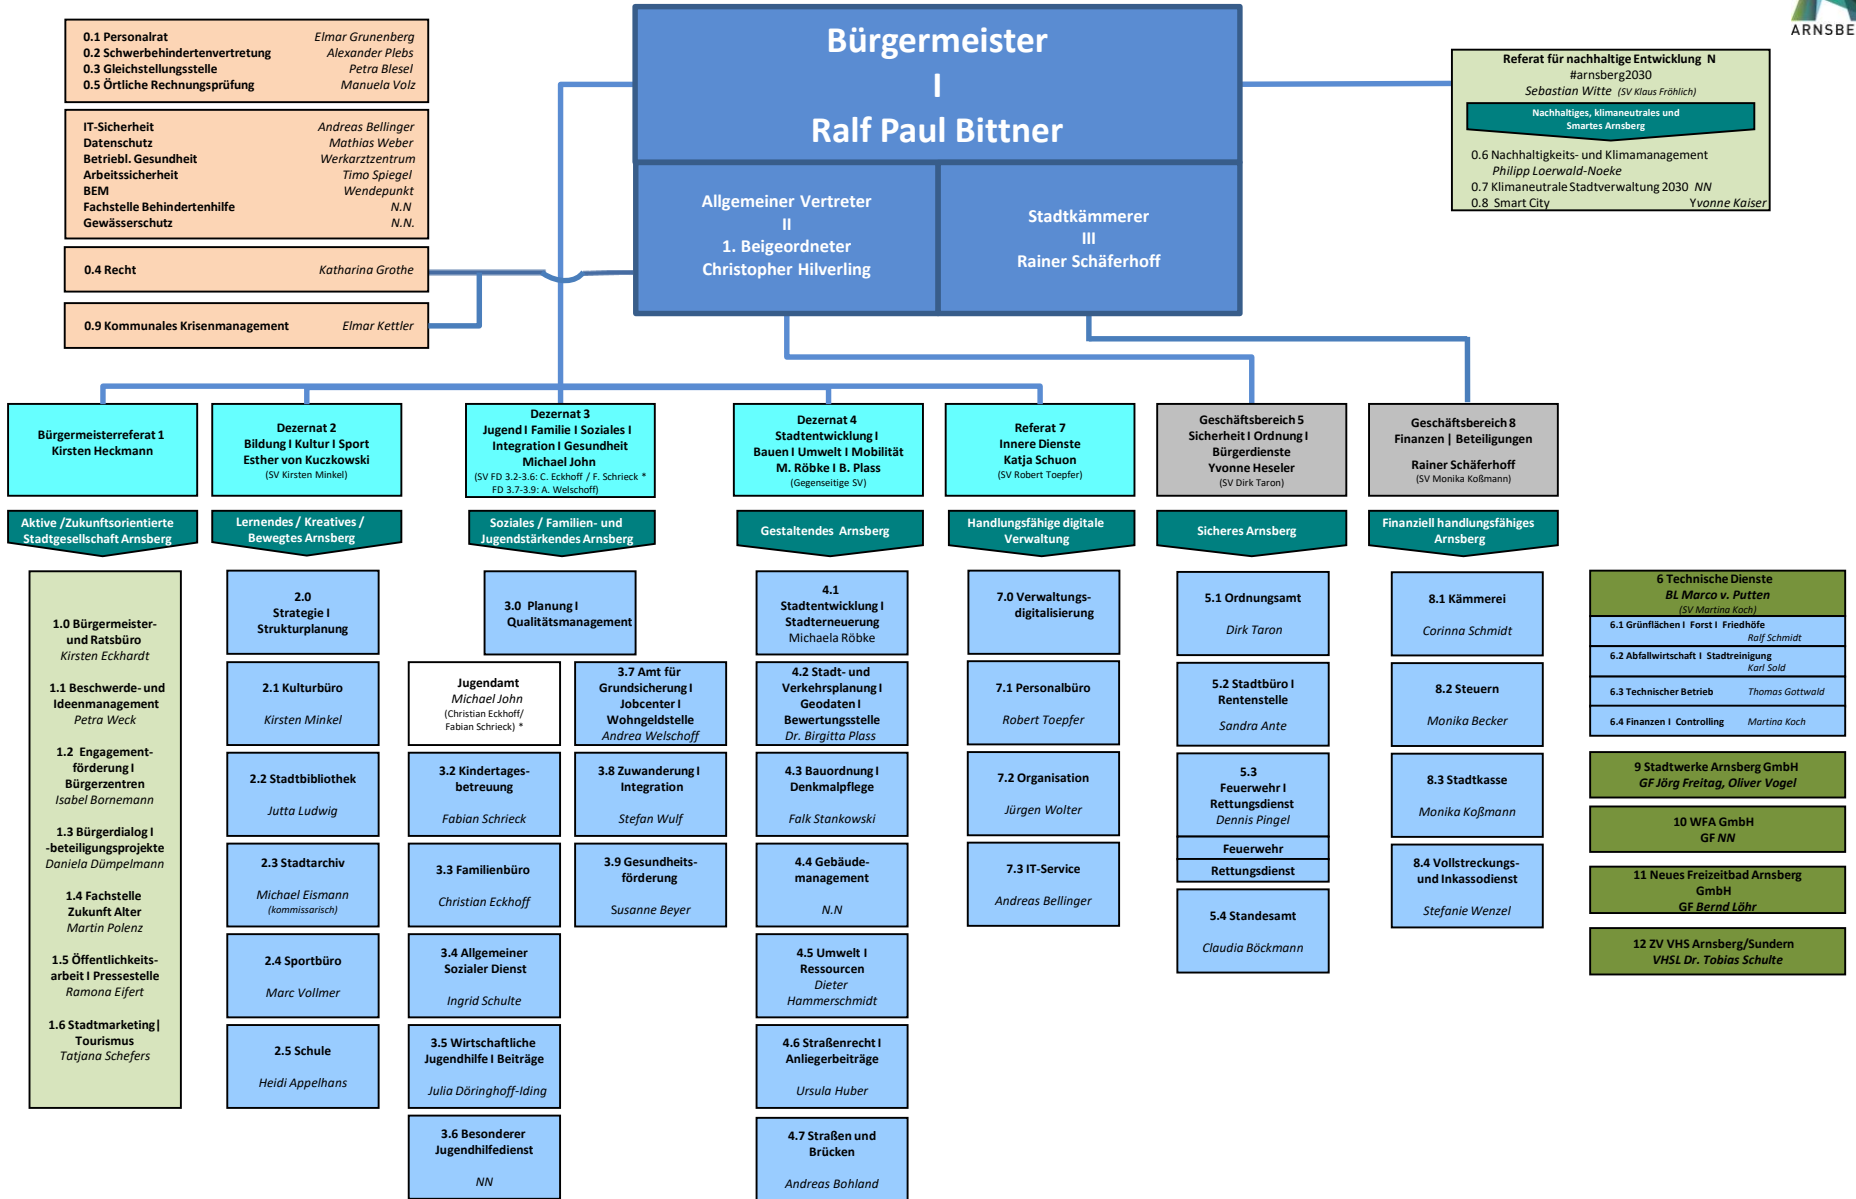 ARNSBE
0.1 Personalrat Elmar Grunenberg
0.2 Schwerbehindertenvertretung Alexander Plebs
0.3 Gleichstellungsstelle Petra Blesel
0.5 Örtliche Rechnungsprüfung Manuela Volz
IT-Sicherheit Andreas Bellinger
Datenschutz Mathias Weber
Betriebl. Gesundheit Werkarztzentrum
Arbeitssicherheit Timo Spiegel
BEM Wendepunkt
Fachstelle Behindertenhilfe N.N
Gewässerschutz N.N.
0.4 Recht Katharina Grothe
0.9 Kommunales Krisenmanagement Elmar Kettler
Bürgermeister
I
Ralf Paul Bittner
Allgemeiner Vertreter
II
1. Beigeordneter
Christopher Hilverling
Stadtkämmerer
III
Rainer Schäferhoff
Referat für nachhaltige Entwicklung N
#arnsberg2030
Sebastian Witte (SV Klaus Fröhlich)
Nachhaltiges, klimaneutrales und
Smartes Arnsberg
0.6 Nachhaltigkeits- und Klimamanagement
Philipp Loerwald-Noeke
0.7 Klimaneutrale Stadtverwaltung 2030 NN
0.8 Smart City Yvonne Kaiser
Bürgermeisterreferat 1
Kirsten Heckmann
Aktive /Zukunftsorientierte
Stadtgesellschaft Arnsberg
1.0 Bürgermeister-
und Ratsbüro
Kirsten Eckhardt
1.1 Beschwerde- und
Ideenmanagement
Petra Weck
1.2 Engagement-
förderung I
Bürgerzentren
Isabel Bornemann
1.3 Bürgerdialog I
-beteiligungsprojekte
Daniela Dümpelmann
1.4 Fachstelle
Zukunft Alter
Martin Polenz
1.5 Öffentlichkeits-
arbeit I Pressestelle
Ramona Eifert
1.6 Stadtmarketing|
Tourismus
Tatjana Schefers
Dezernat 2
Bildung I Kultur I Sport
Esther von Kuczkowski
(SV Kirsten Minkel)
Lernendes / Kreatives /
Bewegtes Arnsberg
2.0
Strategie I
Strukturplanung
2.1 Kulturbüro
Kirsten Minkel
2.2 Stadtbibliothek
Jutta Ludwig
2.3 Stadtarchiv
Michael Eismann
(kommissarisch)
2.4 Sportbüro
Marc Vollmer
2.5 Schule
Heidi Appelhans
Dezernat 3
Jugend I Familie I Soziales I
Integration I Gesundheit
Michael John
(SV FD 3.2-3.6: C. Eckhoff / F. Schrieck *
FD 3.7-3.9: A. Welschoff)
Soziales / Familien- und
Jugendstärkendes Arnsberg
3.0 Planung I
Qualitätsmanagement
Jugendamt
Michael John
(Christian Eckhoff/
Fabian Schrieck) *
3.2 Kindertages-
betreuung
Fabian Schrieck
3.3 Familienbüro
Christian Eckhoff
3.4 Allgemeiner
Sozialer Dienst
Ingrid Schulte
3.5 Wirtschaftliche
Jugendhilfe I Beiträge
Julia Döringhoff-Iding
3.6 Besonderer
Jugendhilfedienst
NN
3.7 Amt für
Grundsicherung I
Jobcenter I
Wohngeldstelle
Andrea Welschoff
3.8 Zuwanderung I
Integration
Stefan Wulf
3.9 Gesundheits-
förderung
Susanne Beyer
Dezernat 4
Stadtentwicklung I
Bauen I Umwelt I Mobilität
M. Röbke I B. Plass
(Gegenseitige SV)
Gestaltendes Arnsberg
4.1
Stadtentwicklung I
Stadterneuerung
Michaela Röbke
4.2 Stadt- und
Verkehrsplanung I
Geodaten I
Bewertungsstelle
Dr. Birgitta Plass
4.3 Bauordnung I
Denkmalpflege
Falk Stankowski
4.4 Gebäude-
management
N.N
4.5 Umwelt I
Ressourcen
Dieter
Hammerschmidt
4.6 Straßenrecht I
Anliegerbeiträge
Ursula Huber
4.7 Straßen und
Brücken
Andreas Bohland
Referat 7
Innere Dienste
Katja Schuon
(SV Robert Toepfer)
Handlungsfähige digitale
Verwaltung
7.0 Verwaltungs-
digitalisierung
7.1 Personalbüro
Robert Toepfer
7.2 Organisation
Jürgen Wolter
7.3 IT-Service
Andreas Bellinger
Geschäftsbereich 5
Sicherheit I Ordnung I
Bürgerdienste
Yvonne Heseler
(SV Dirk Taron)
Sicheres Arnsberg
5.1 Ordnungsamt
Dirk Taron
5.2 Stadtbüro I
Rentenstelle
Sandra Ante
5.3
Feuerwehr I
Rettungsdienst
Dennis Pingel
Feuerwehr
Rettungsdienst
5.4 Standesamt
Claudia Böckmann
Geschäftsbereich 8
Finanzen | Beteiligungen
Rainer Schäferhoff
(SV Monika Koßmann)
Finanziell handlungsfähiges
Arnsberg
8.1 Kämmerei
Corinna Schmidt
8.2 Steuern
Monika Becker
8.3 Stadtkasse
Monika Koßmann
8.4 Vollstreckungs-
und Inkassodienst
Stefanie Wenzel
6 Technische Dienste
BL Marco v. Putten
(SV Martina Koch)
6.1 Grünflächen I Forst I Friedhöfe
Ralf Schmidt
6.2 Abfallwirtschaft I Stadtreinigung
Karl Sold
6.3 Technischer Betrieb Thomas Gottwald
6.4 Finanzen I Controlling Martina Koch
9 Stadtwerke Arnsberg GmbH
GF Jörg Freitag, Oliver Vogel
10 WFA GmbH
GF NN
11 Neues Freizeitbad Arnsberg
GmbH
GF Bernd Löhr
12 ZV VHS Arnsberg/Sundern
VHSL Dr. Tobias Schulte